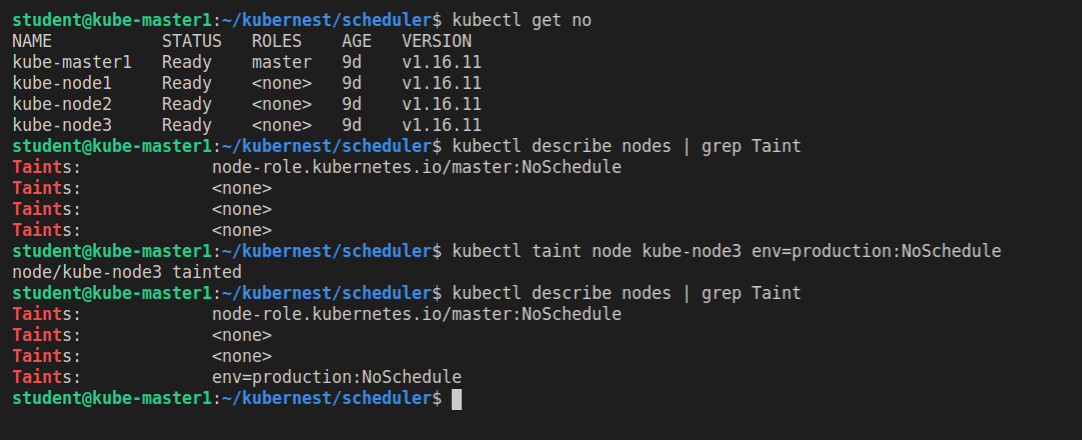 student@kube-master1:~/kubernest/scheduler$ kubectl get no
NAME           STATUS   ROLES    AGE   VERSION
kube-master1   Ready    master   9d    v1.16.11
kube-node1     Ready    <none>   9d    v1.16.11
kube-node2     Ready    <none>   9d    v1.16.11
kube-node3     Ready    <none>   9d    v1.16.11
student@kube-master1:~/kubernest/scheduler$ kubectl describe nodes | grep Taint
Taints:             node-role.kubernetes.io/master:NoSchedule
Taints:             <none>
Taints:             <none>
Taints:             <none>
student@kube-master1:~/kubernest/scheduler$ kubectl taint node kube-node3 env=production:NoSchedule
node/kube-node3 tainted
student@kube-master1:~/kubernest/scheduler$ kubectl describe nodes | grep Taint
Taints:             node-role.kubernetes.io/master:NoSchedule
Taints:             <none>
Taints:             <none>
Taints:             env=production:NoSchedule
student@kube-master1:~/kubernest/scheduler$